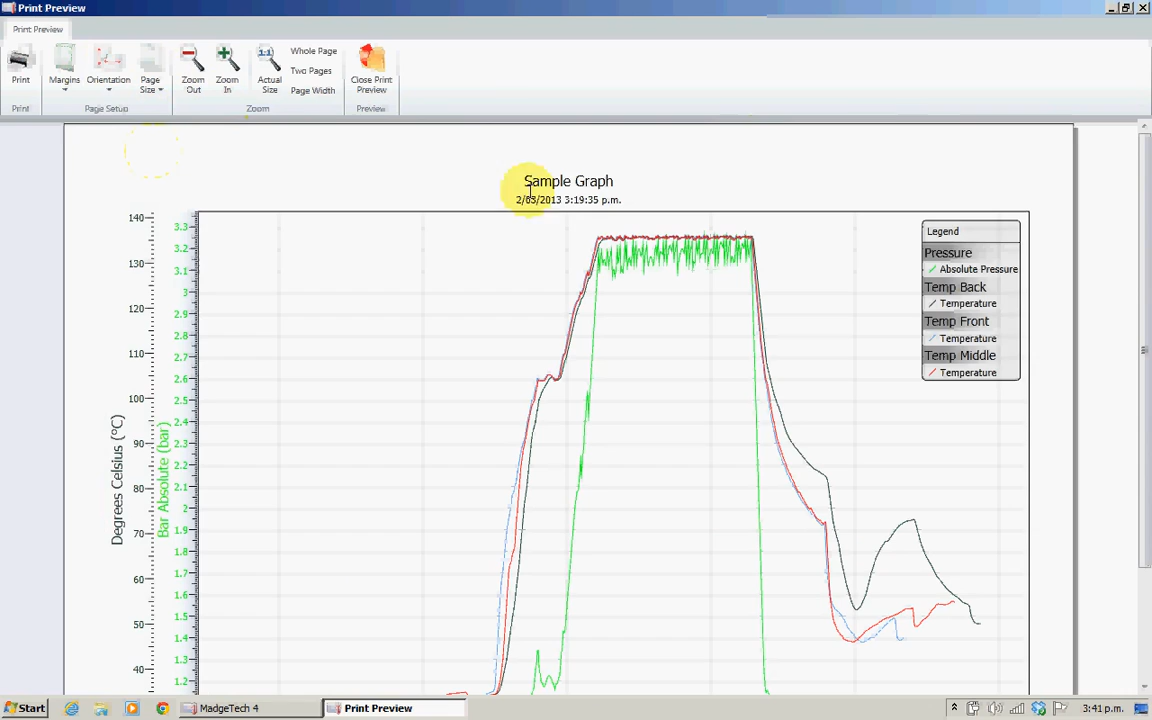 Print Preview
Print Preview
Print
Margins
Orientation
Page
Size
Zoom
Out
Zoom
In
Actual
Size
Whole Page
Two Pages
Page Width
Close Print
Preview
Print
Page Setup
Zoom
Preview
Sample Graph
2/05/2013 3:19:35 p.m.
Degrees Celsius (°C)
140
130
120
110
100
90
80
70
60
50
40
Bar Absolute (bar)
3.3
3.2
3.1
3
2.9
2.8
2.7
2.6
2.5
2.4
2.3
2.2
2.1
2
1.9
1.8
1.7
1.6
1.5
1.4
1.3
1.2
Legend
Pressure
Absolute Pressure
Temp Back
Temperature
Temp Front
Temperature
Temp Middle
Temperature
Start
MadgeTech 4
Print Preview
3:41 p.m.